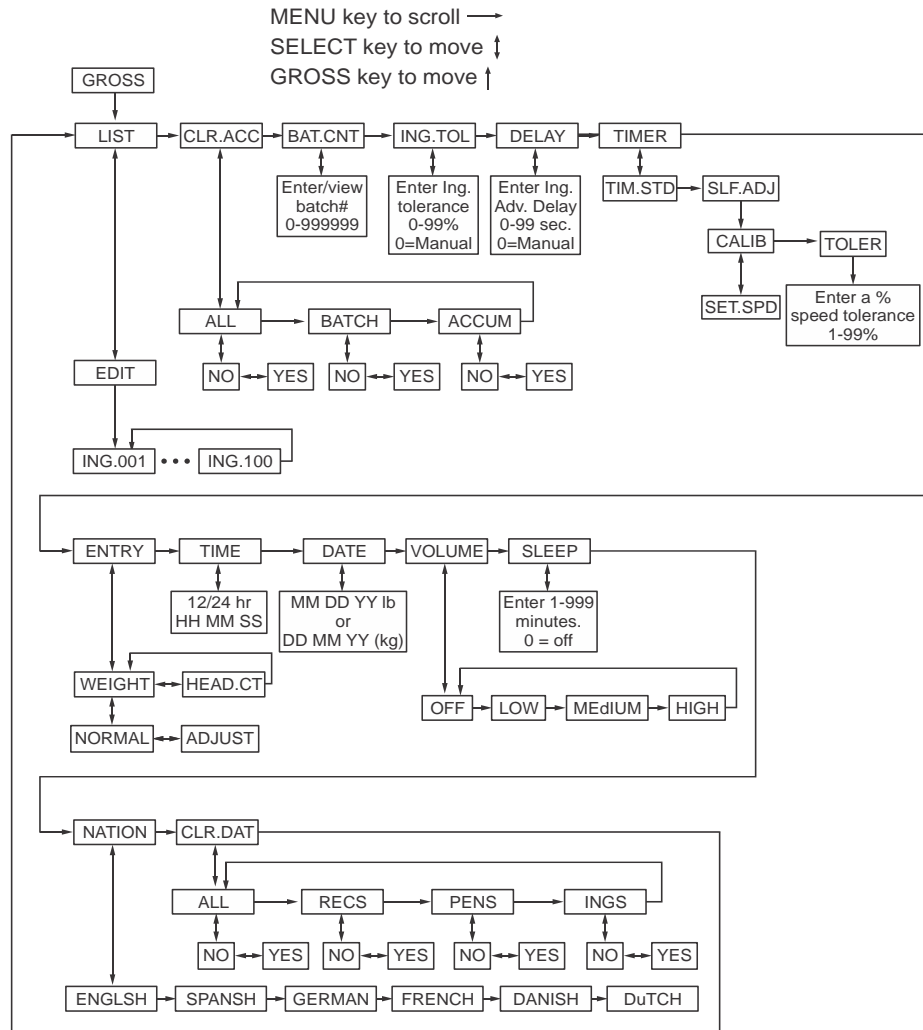 MENU key to scroll
SELECT key to move
GROSS key to move
GROSS
LIST
CLR.ACC
BAT.CNT
ING.TOL
DELAY
TIMER
Enter/view
batch#
0-999999
Enter Ing.
tolerance
0-99%
0=Manual
Enter Ing.
Adv. Delay
0-99 sec.
0=Manual
TIM.STD
SLF.ADJ
CALIB
TOLER
SET.SPD
Enter a %
speed tolerance
1-99%
ALL
BATCH
ACCUM
NO
YES
NO
YES
NO
YES
EDIT
ING.001
• • •
ING.100
ENTRY
TIME
DATE
VOLUME
SLEEP
12/24 hr
HH MM SS
MM DD YY lb
or
DD MM YY (kg)
Enter 1-999
minutes.
0 = off
WEIGHT
HEAD.CT
NORMAL
ADJUST
OFF
LOW
MEdIUM
HIGH
NATION
CLR.DAT
ALL
RECS
PENS
INGS
NO
YES
NO
YES
NO
YES
NO
YES
ENGLSH
SPANSH
GERMAN
FRENCH
DANISH
DuTCH